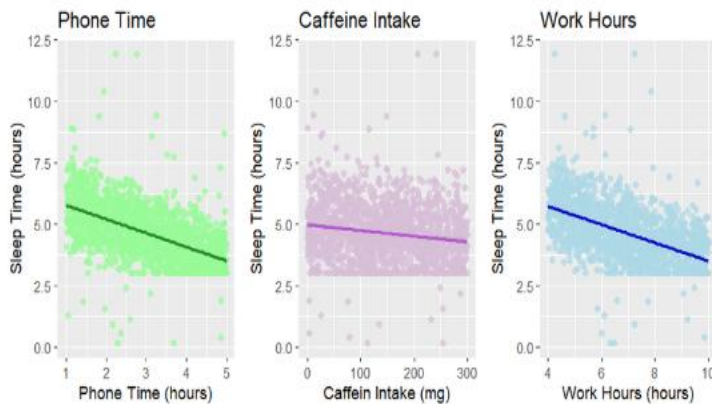 Phone Time
12.5
10.0
7.5
5.0
2.5
0.0
Sleep Time (hours)
1 2 3 4 5
Phone Time (hours)
Caffeine Intake
12.5
10.0
7.5
5.0
2.5
0.0
Sleep Time (hours)
0 100 200 300
Caffein Intake (mg)
Work Hours
12.5
10.0
7.5
5.0
2.5
0.0
Sleep Time (hours)
4 6 8 10
Work Hours (hours)